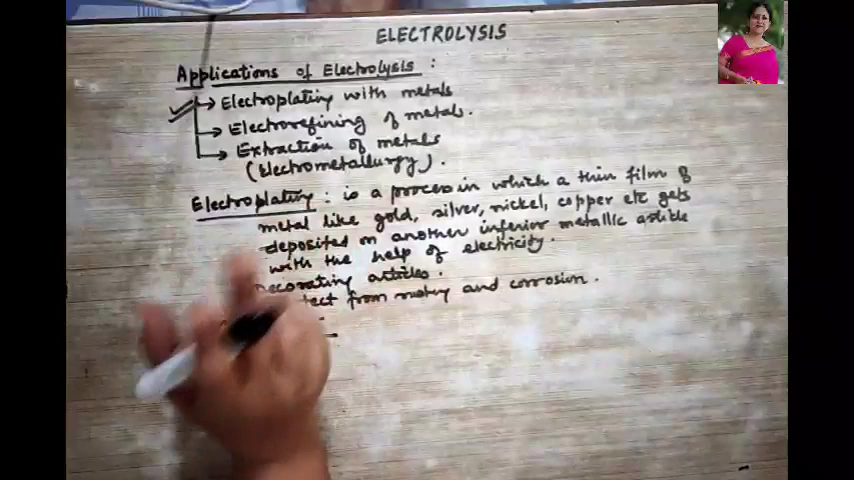 ELECTROLYSIS
Applications of Electrolysis :
Electroplating with metals
Electrorefining of metals.
Extraction of metals
(Electrometallurgy).
Electroplating : is a process in which a thin film of
metal like gold, silver, nickel, copper etc gets
deposited on another inferior metallic article
with the help of electricity.
Decorating articles.
from rusting and corrosion.